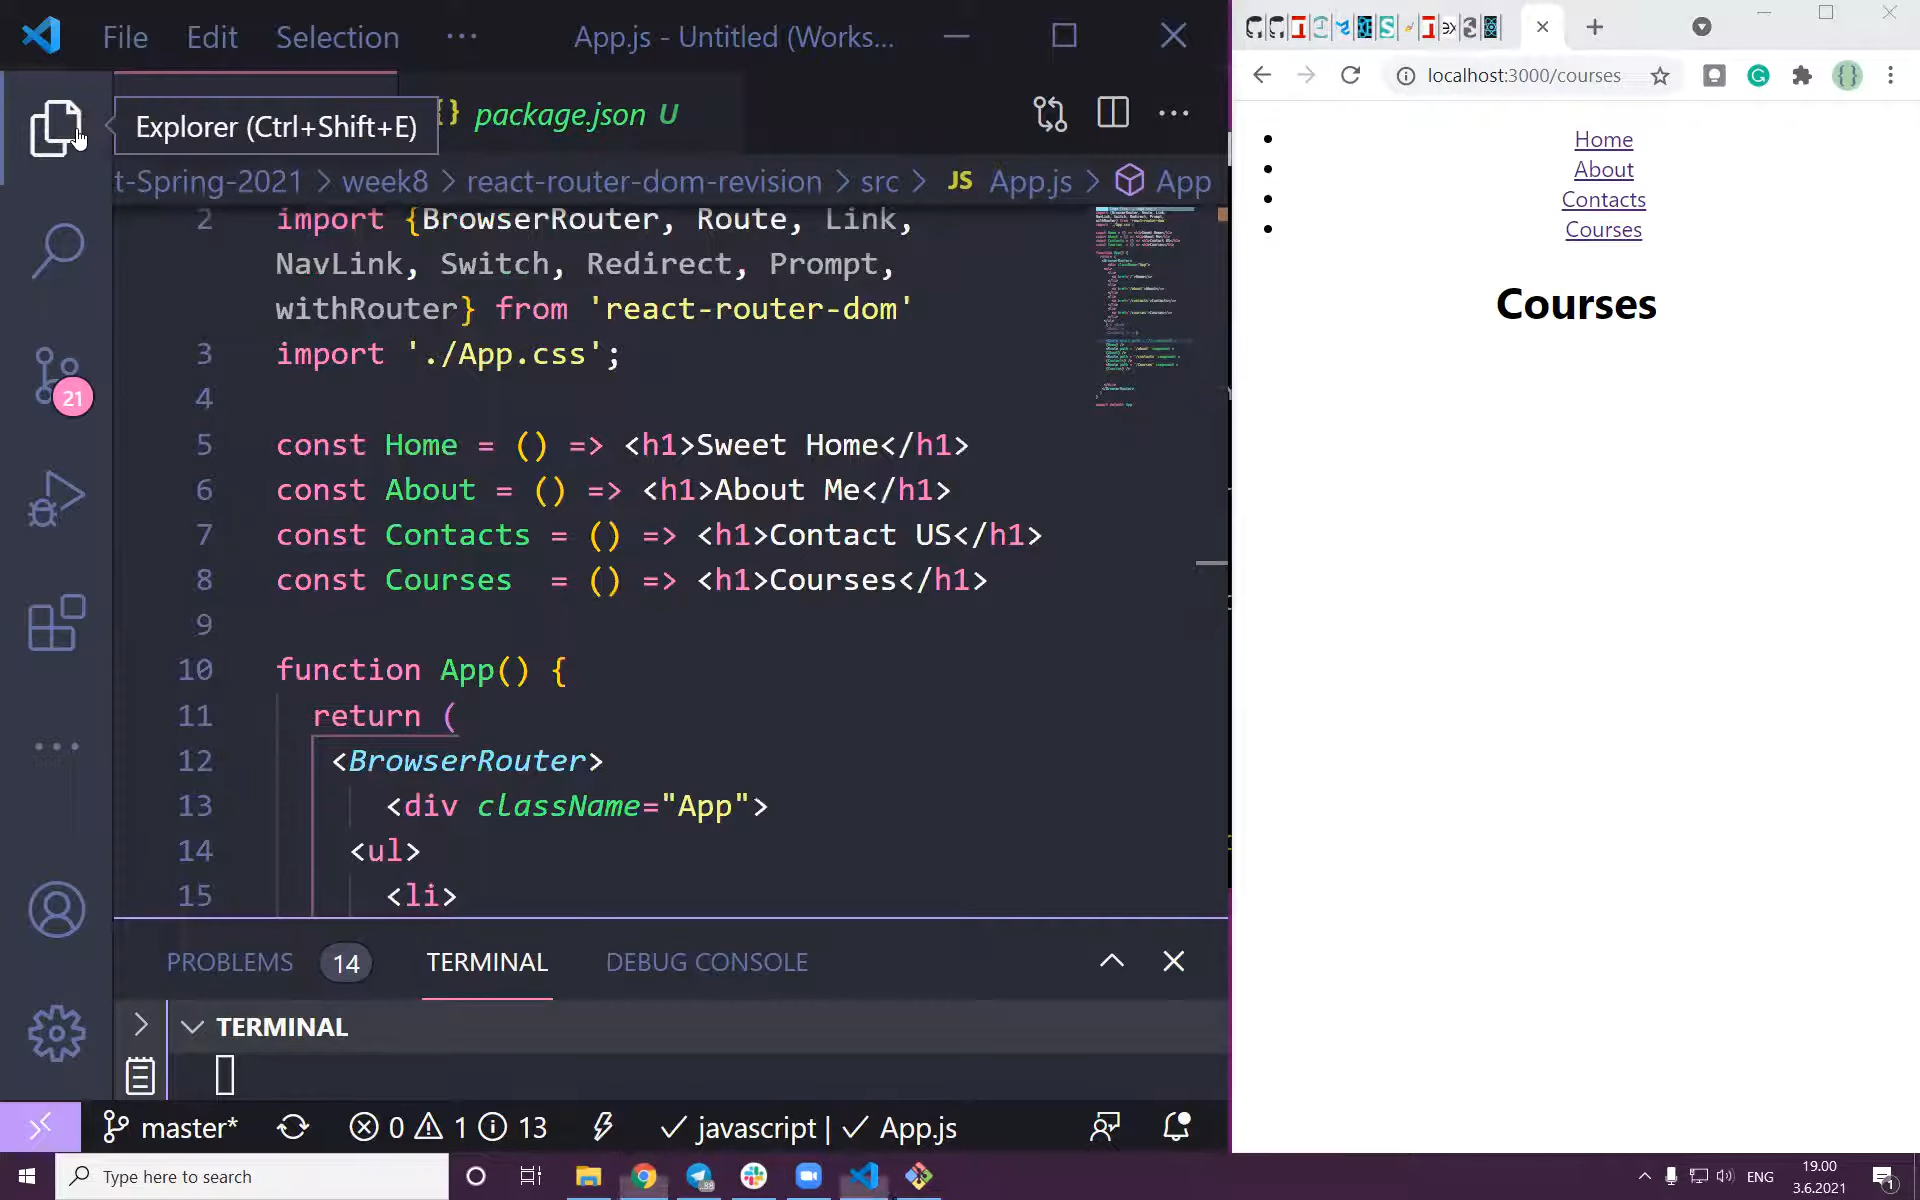 File Edit Selection ··· App.js - Untitled (Works...
Explorer (Ctrl+Shift+E)
{} package.json U
t-Spring-2021 > week8 > react-router-dom-revision > src > JS App.js > App
2 import {BrowserRouter, Route, Link,
NavLink, Switch, Redirect, Prompt,
withRouter} from 'react-router-dom'
3 import './App.css';
4
5 const Home = () => <h1>Sweet Home</h1>
6 const About = () => <h1>About Me</h1>
7 const Contacts = () => <h1>Contact US</h1>
8 const Courses = () => <h1>Courses</h1>
9
10 function App() {
11 return (
12 <BrowserRouter>
13 <div className="App">
14 <ul>
15 <li>
21
PROBLEMS 14 TERMINAL DEBUG CONSOLE
TERMINAL
master* 0 1 13 javascript | App.js
localhost:3000/courses
Home
About
Contacts
Courses
Courses
Type here to search
88
ENG
19.00
3.6.2021
1